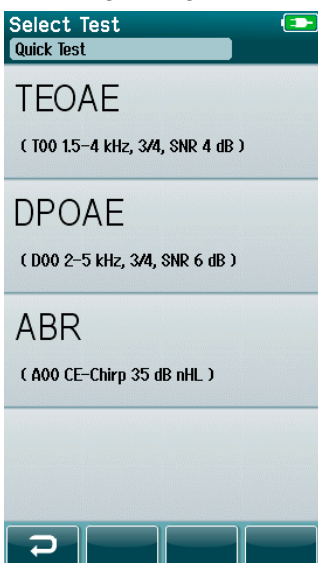 Select Test
Quick Test
TEOAE
( T00 1.5-4 kHz, 3/4, SNR 4 dB )
DPOAE
( D00 2-5 kHz, 3/4, SNR 6 dB )
ABR
( A00 CE-Chirp 35 dB nHL )